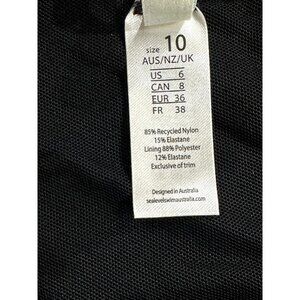 size 10
AUS/NZ/UK
US 6
CAN 8
EUR 36
FR 38
85% Recycled Nylon
15% Elastane
Lining 88% Polyester
12% Elastane
Exclusive of trim
Designed in Australia
sealevelswimaustralia.com